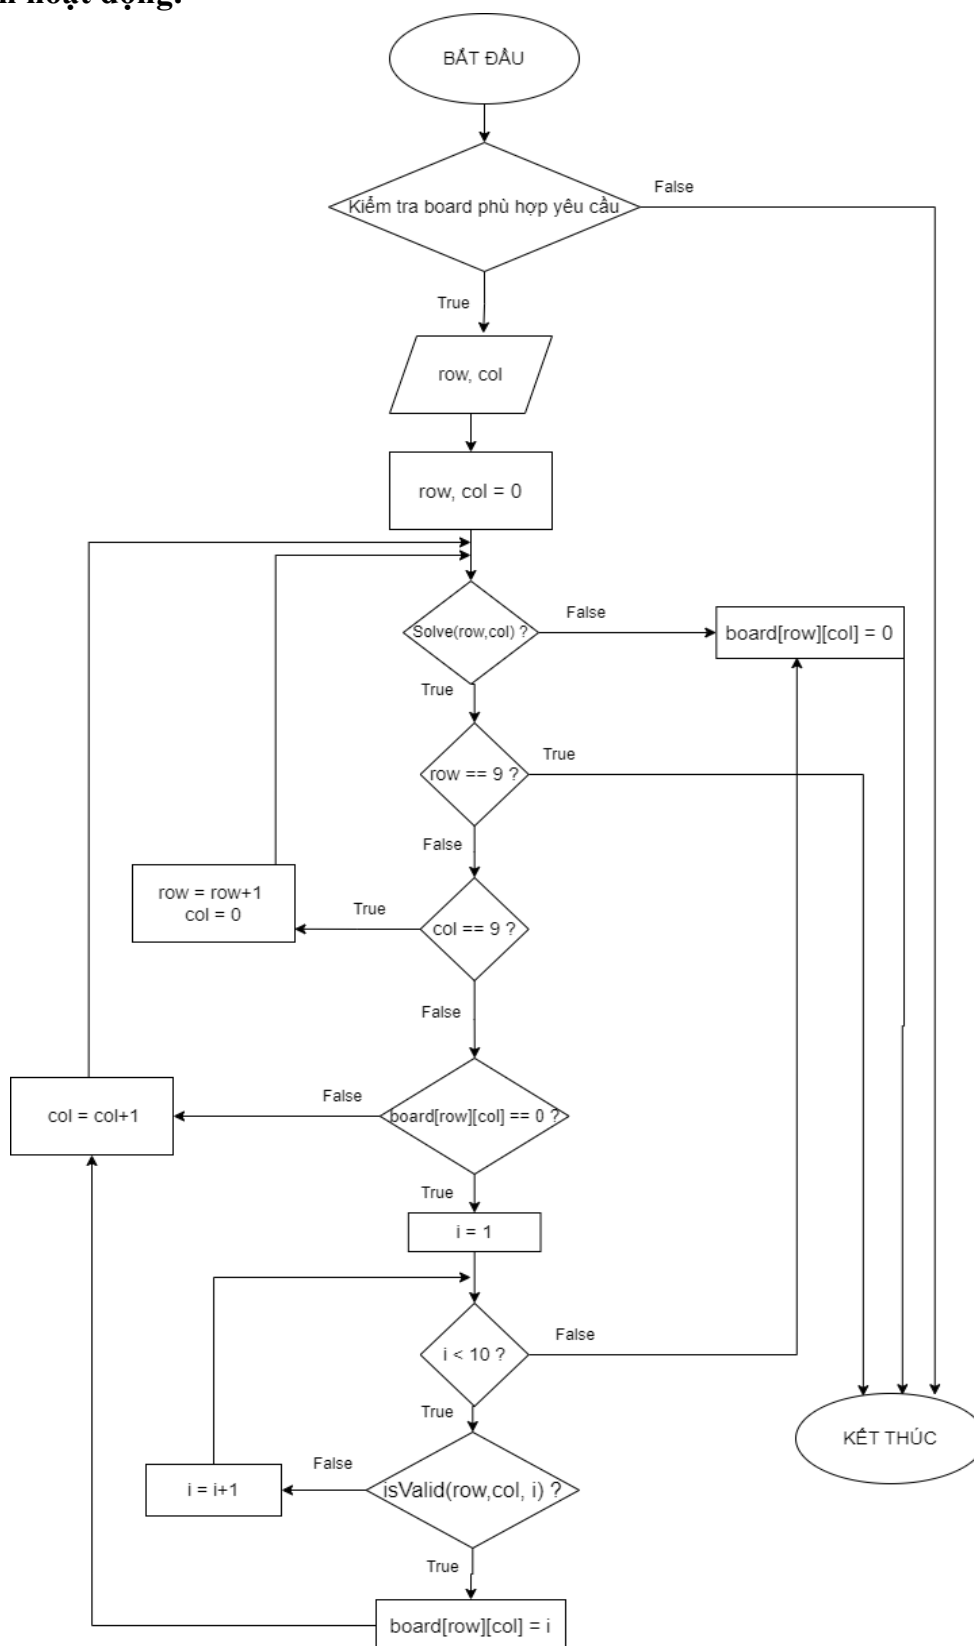 hoạt động:
BẮT ĐẦU
Kiểm tra board phù hợp yêu cầu
False
True
row, col
row, col = 0
Solve(row,col) ?
False
board[row][col] = 0
True
row == 9 ?
True
False
row = row+1
col = 0
True
col == 9 ?
False
col = col+1
False
board[row][col] == 0 ?
True
i = 1
i < 10 ?
False
True
KẾT THÚC
i = i+1
False
isValid(row,col, i) ?
True
board[row][col] = i